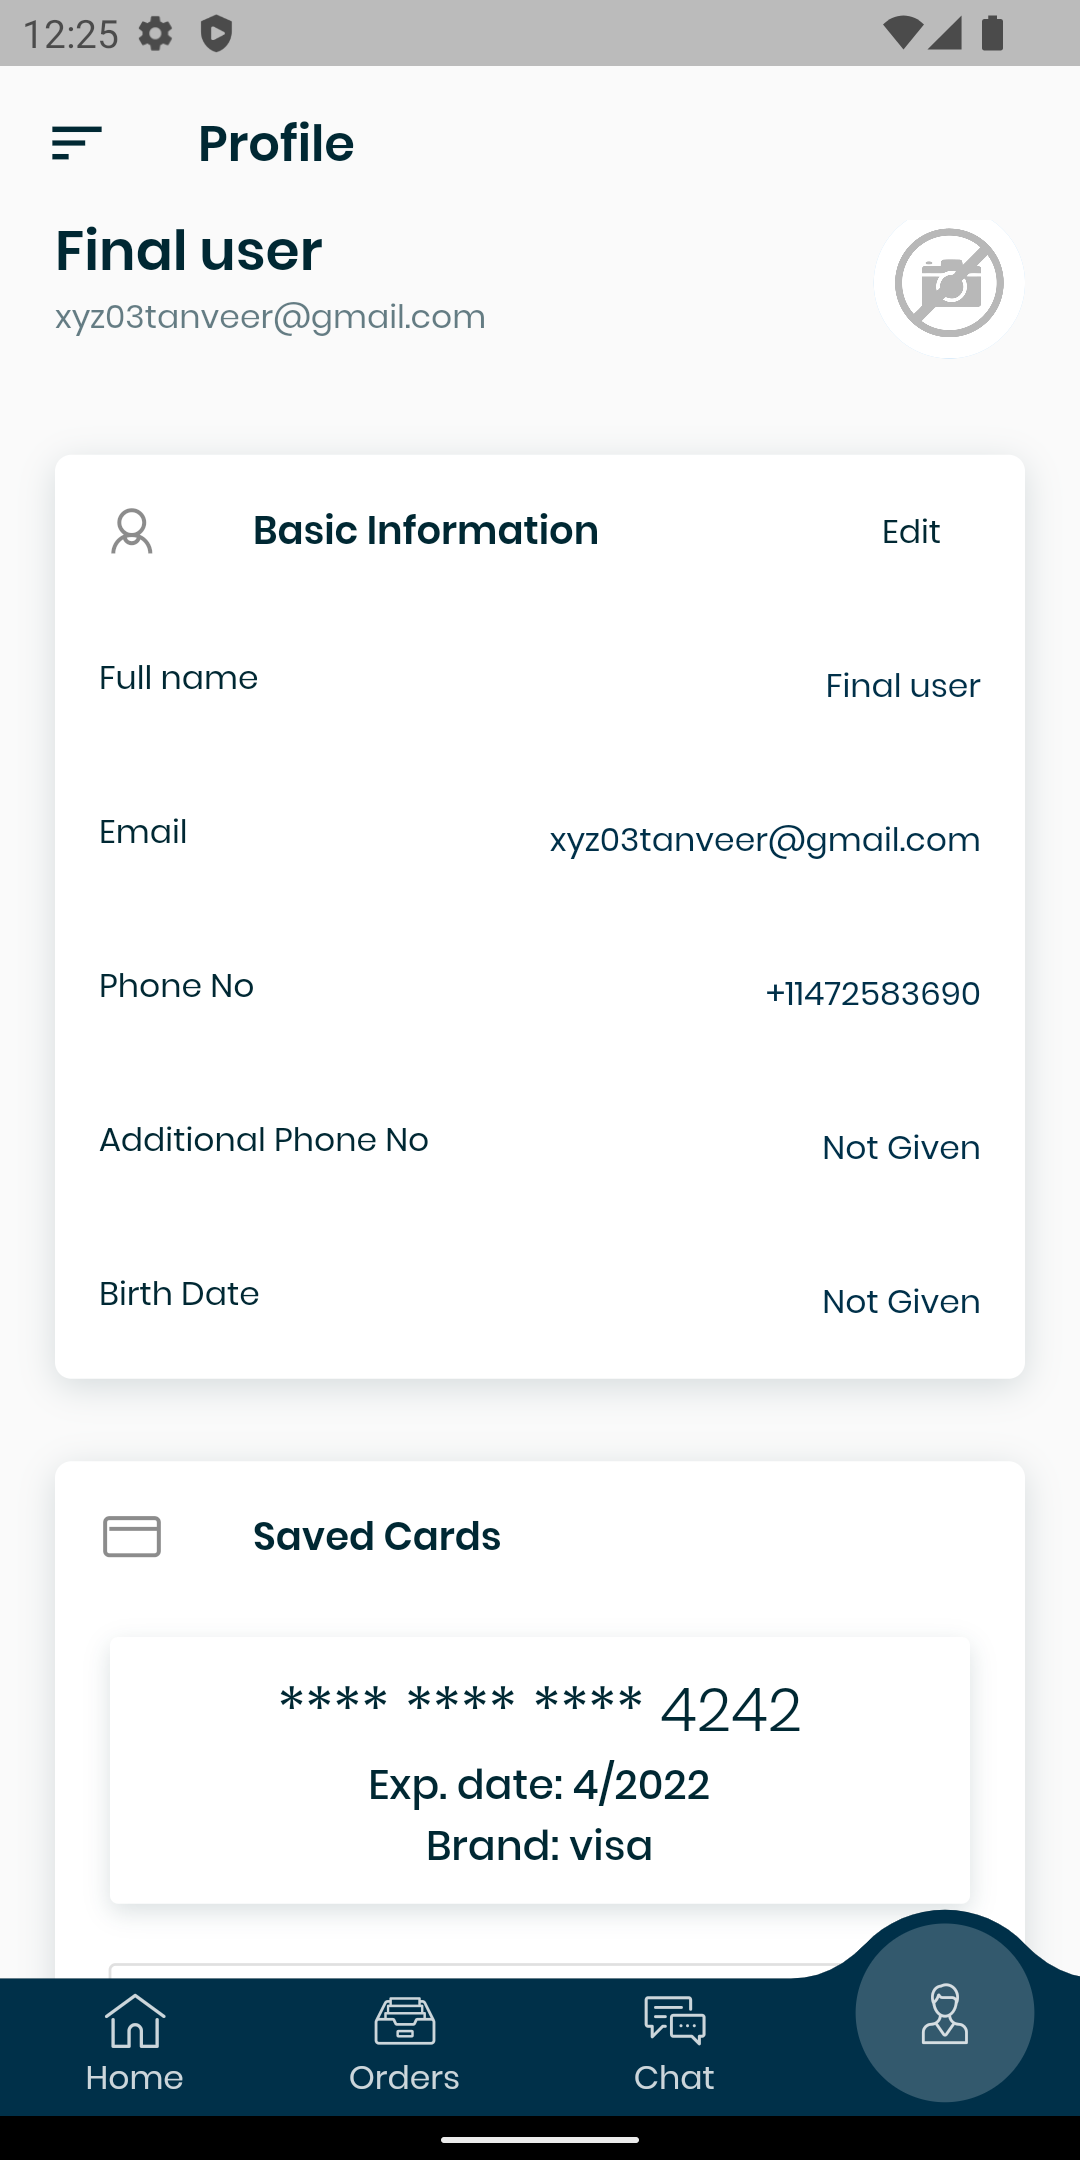 12:25
Profile
Final user
xyz03tanveer@gmail.com
Basic Information Edit
Full name Final user
Email xyz03tanveer@gmail.com
Phone No +11472583690
Additional Phone No Not Given
Birth Date Not Given
Saved Cards
**** **** **** 4242
Exp. date: 4/2022
Brand: visa
Home Orders Chat